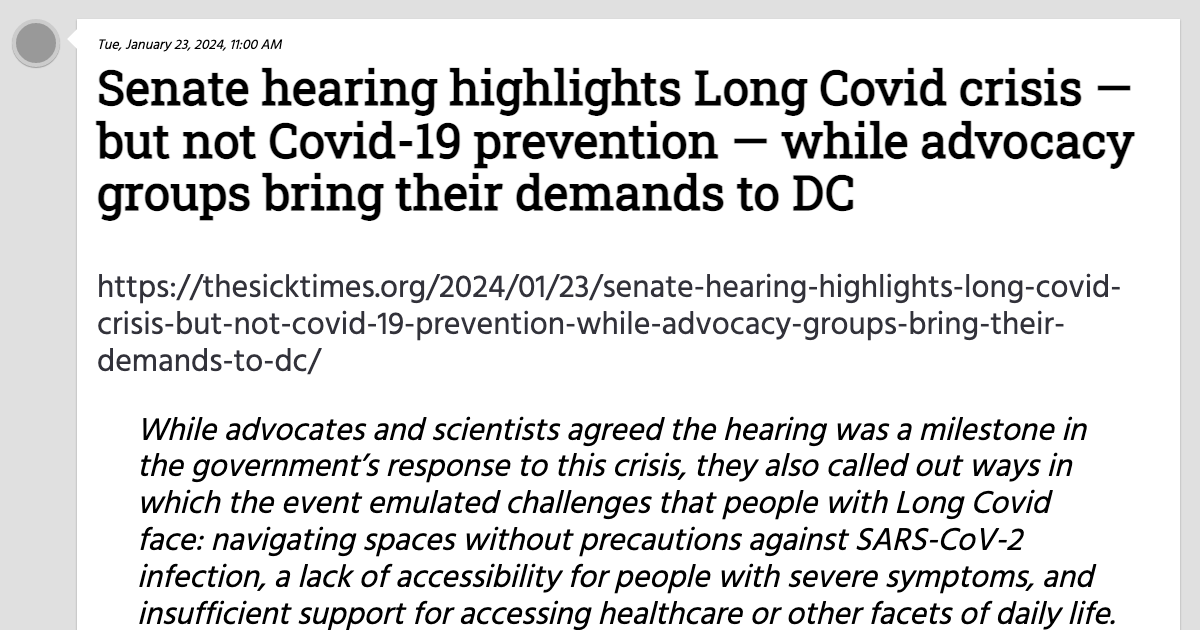 Tue, January 23, 2024, 11:00 AM
Senate hearing highlights Long Covid crisis —
but not Covid-19 prevention — while advocacy
groups bring their demands to DC
https://thesicktimes.org/2024/01/23/senate-hearing-highlights-long-covid-
crisis-but-not-covid-19-prevention-while-advocacy-groups-bring-their-
demands-to-dc/
While advocates and scientists agreed the hearing was a milestone in
the government’s response to this crisis, they also called out ways in
which the event emulated challenges that people with Long Covid
face: navigating spaces without precautions against SARS-CoV-2
infection, a lack of accessibility for people with severe symptoms, and
insufficient support for accessing healthcare or other facets of daily life.